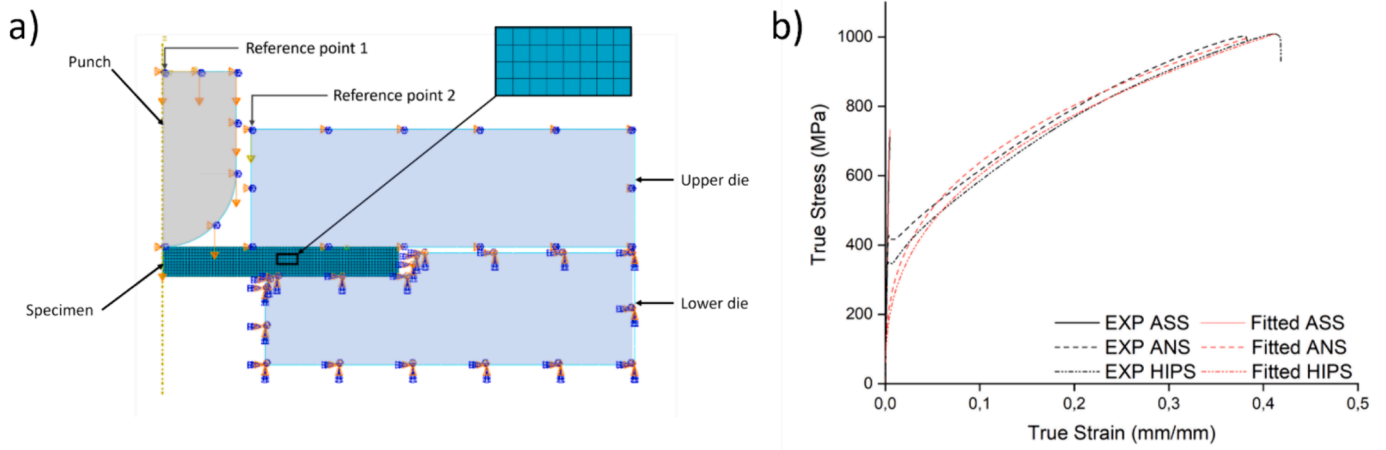 a)
Reference point 1
Punch
Reference point 2
Upper die
Specimen
Lower die
b)
True Stress (MPa)
1000
800
600
400
200
0
EXP ASS
Fitted ASS
EXP ANS
Fitted ANS
EXP HIPS
Fitted HIPS
0,0
0,1
0,2
0,3
0,4
0,5
True Strain (mm/mm)